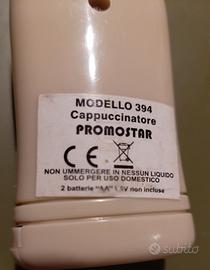 MODELLO 394
Cappuccinatore
PROMOSTAR
CE
NON UMMERGERE IN NESSUN LIQUIDO
SOLO PER USO DOMESTICO
2 batterie "AA" 1,5V non incluse
subito